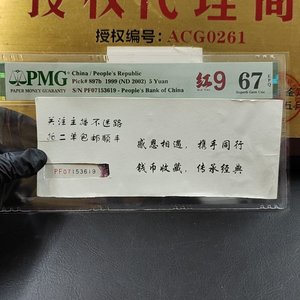 授权代理商
授权编号：ACG0261
PMG
PAPER MONEY GUARANTY
China / People's Republic
Pick# 897b 1999 (ND 2002) 5 Yuan
S/N PF07153619 - People's Bank of China
红9
67 EPQ
Superb Gem Unc
关注主播不迷路
拍二单包邮顺丰
感恩相遇，携手同行
钱币收藏，传承经典
PF07153619